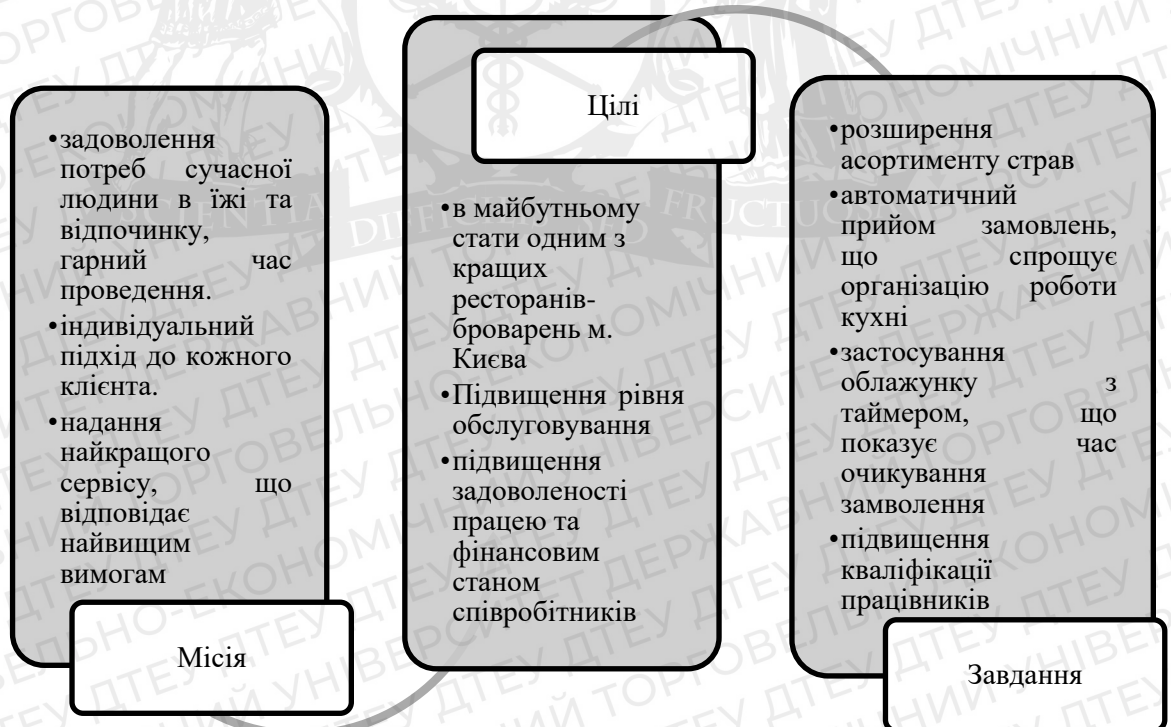 •задоволення
потреб сучасної
людини в їжі та
відпочинку,
гарний час
проведення.
•індивідуальний
підхід до кожного
клієнта.
•надання
найкращого
сервісу, що
відповідає
найвищим
вимогам
Місія
Цілі
•в майбутньому
стати одним з
кращих
ресторанів-
броварень м.
Києва
•Підвищення рівня
обслуговування
•підвищення
задоволеності
працею та
фінансовим
станом
співробітників
•розширення
асортименту страв
•автоматичний
прийом замовлень,
що спрощує
організацію роботи
кухні
•застосування
облажунку з
таймером, що
показує час
очикування
замволення
•підвищення
кваліфікації
працівників
Завдання